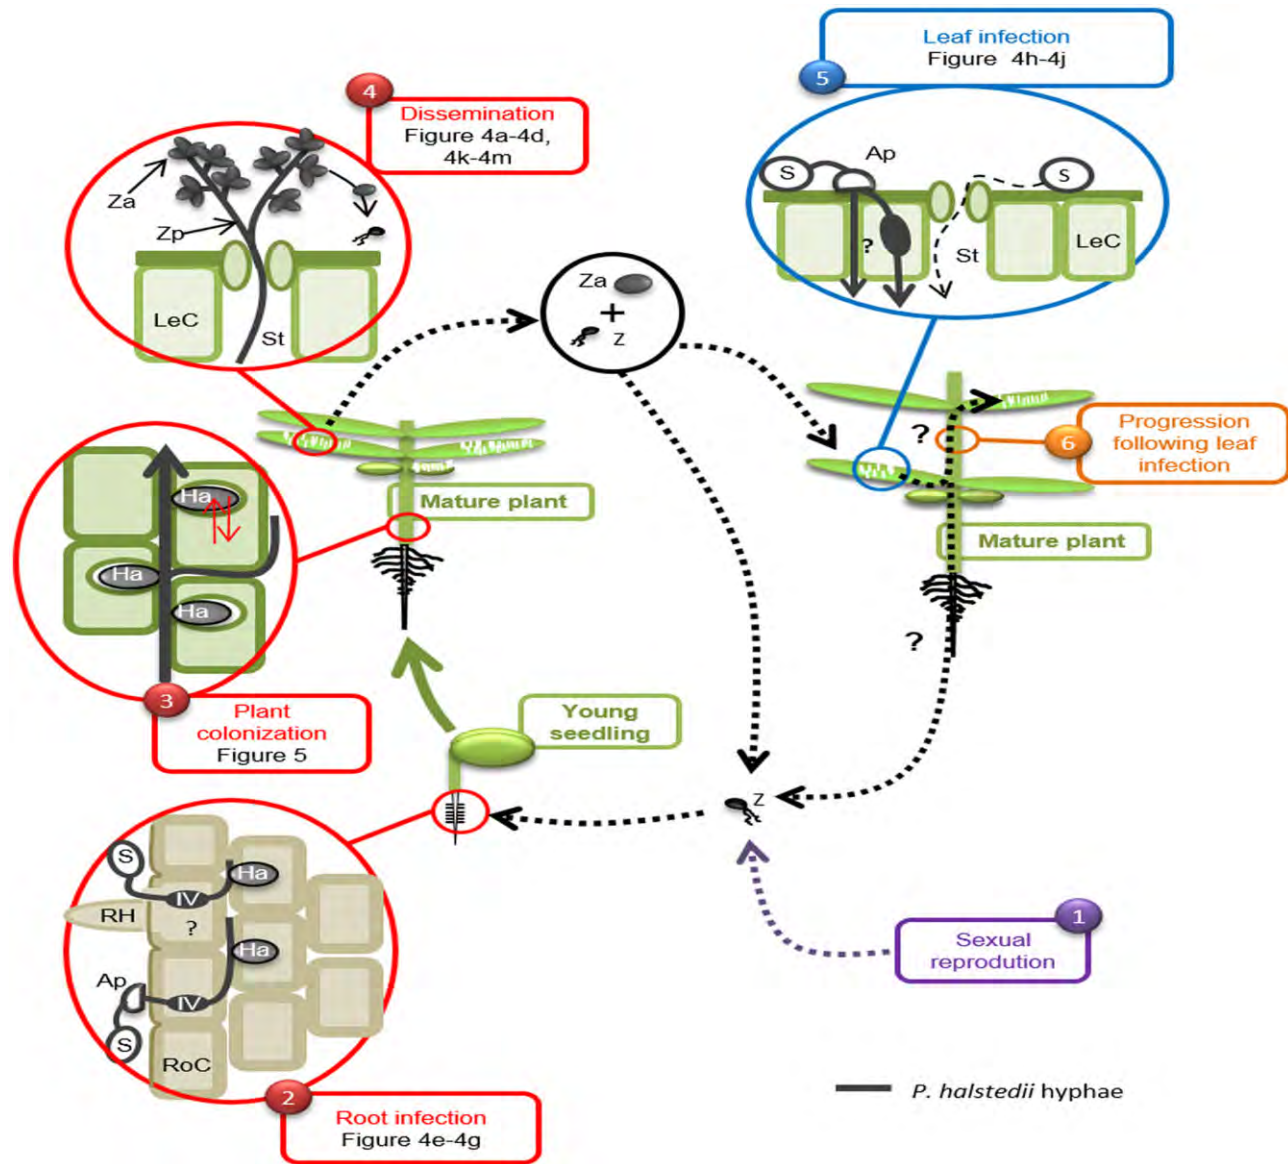 4
Dissemination
Figure 4a-4d,
4k-4m
Za
Zp
LeC
St
5
Leaf infection
Figure 4h-4j
S
Ap
S
?
St
LeC
Za
+
Z
?
6
Progression
following leaf
infection
Mature plant
Mature plant
?
Ha
Ha
Ha
3
Plant
colonization
Figure 5
Young
seedling
Z
1
Sexual
reprodution
S
IV
Ha
RH
?
Ha
Ap
IV
S
RoC
2
Root infection
Figure 4e-4g
P. halstedii hyphae